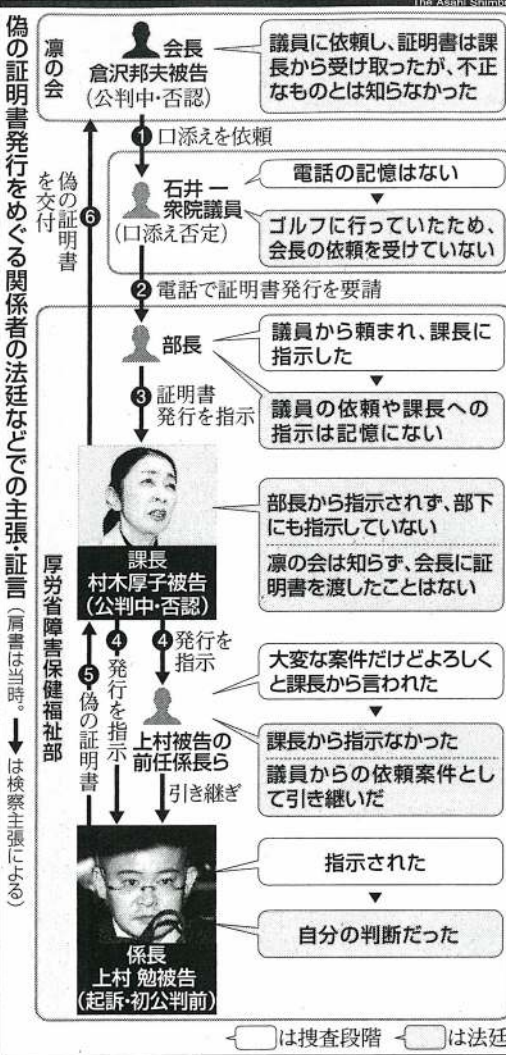 The Asahi Shimbun
偽の証明書発行をめぐる関係者の法廷などでの主張・証言
(肩書は当時。➡は検察主張による)
凛の会
会長
倉沢邦夫被告
(公判中・否認)
議員に依頼し、証明書は課
長から受け取ったが、不正
なものとは知らなかった
❶口添えを依頼
石井 一
衆院議員
(口添え否定)
電話の記憶はない
▼
ゴルフに行っていたため、
会長の依頼を受けていない
❷電話で証明書発行を要請
❻偽の証明書
を交付
厚労省障害保健福祉部
部長
議員から頼まれ、課長に
指示した
▼
議員の依頼や課長への
指示は記憶にない
❸証明書
発行を指示
課長
村木厚子被告
(公判中・否認)
部長から指示されず、部下
にも指示していない
凛の会は知らず、会長に証
明書を渡したことはない
❺偽の証明書
❹発行を指示
❹発行を
指示
上村被告の
前任係長ら
大変な案件だけどよろしく
と課長から言われた
▼
課長から指示なかった
議員からの依頼案件とし
て引き継いだ
引き継ぎ
係長
上村 勉被告
(起訴・初公判前)
指示された
▼
自分の判断だった
は捜査段階
は法廷